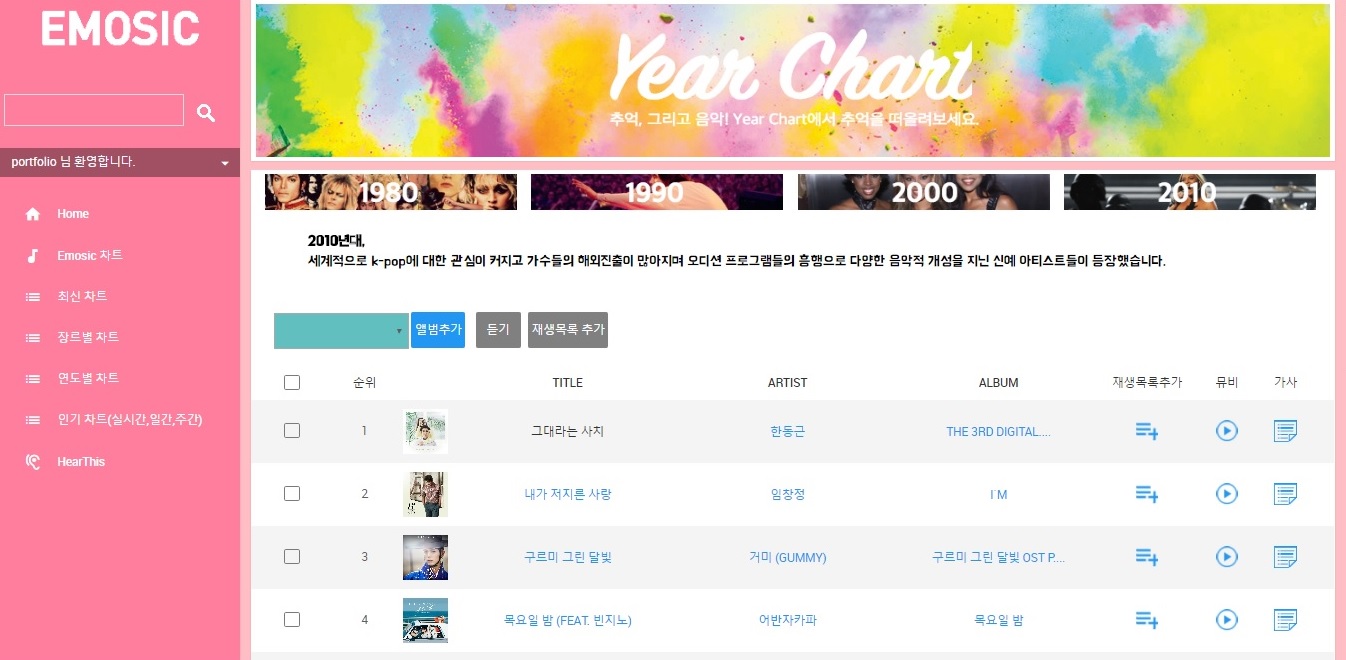 EMOSIC
portfolio 님 환영합니다.
Home
Emosic 차트
최신 차트
장르별 차트
연도별 차트
인기 차트(실시간,일간,주간)
HearThis
Year Chart
추억, 그리고 음악! Year Chart에서 추억을 떠올려보세요.
1980 1990 2000 2010
2010년대,
세계적으로 k-pop에 대한 관심이 커지고 가수들의 해외진출이 많아지며 오디션 프로그램들의 흥행으로 다양한 음악적 개성을 지닌 신예 아티스트들이 등장했습니다.
앨범추가 듣기 재생목록 추가
순위 TITLE ARTIST ALBUM 재생목록추가 뮤비 가사
1 그대라는 사치 한동근 THE 3RD DIGITAL....
2 내가 저지른 사랑 임창정 I`M
3 구르미 그린 달빛 거미 (GUMMY) 구르미 그린 달빛 OST P....
4 목요일 밤 (FEAT. 빈지노) 어반자카파 목요일 밤